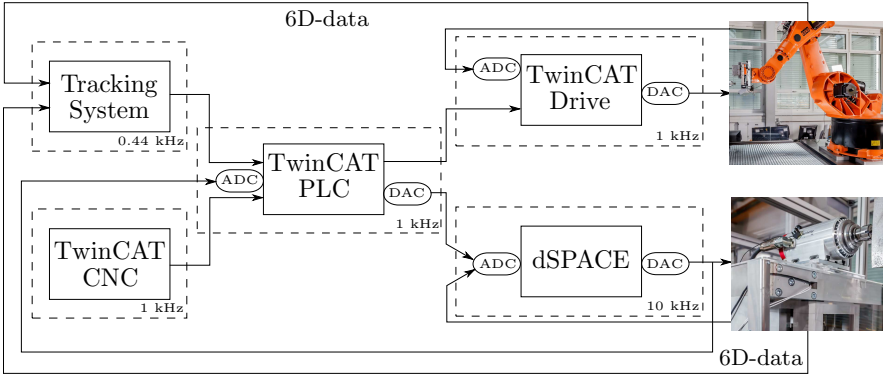 6D-data
Tracking
System
0.44 kHz
ADC
TwinCAT
Drive
DAC
1 kHz
TwinCAT
PLC
ADC
DAC
1 kHz
TwinCAT
CNC
1 kHz
ADC
dSPACE
DAC
10 kHz
6D-data